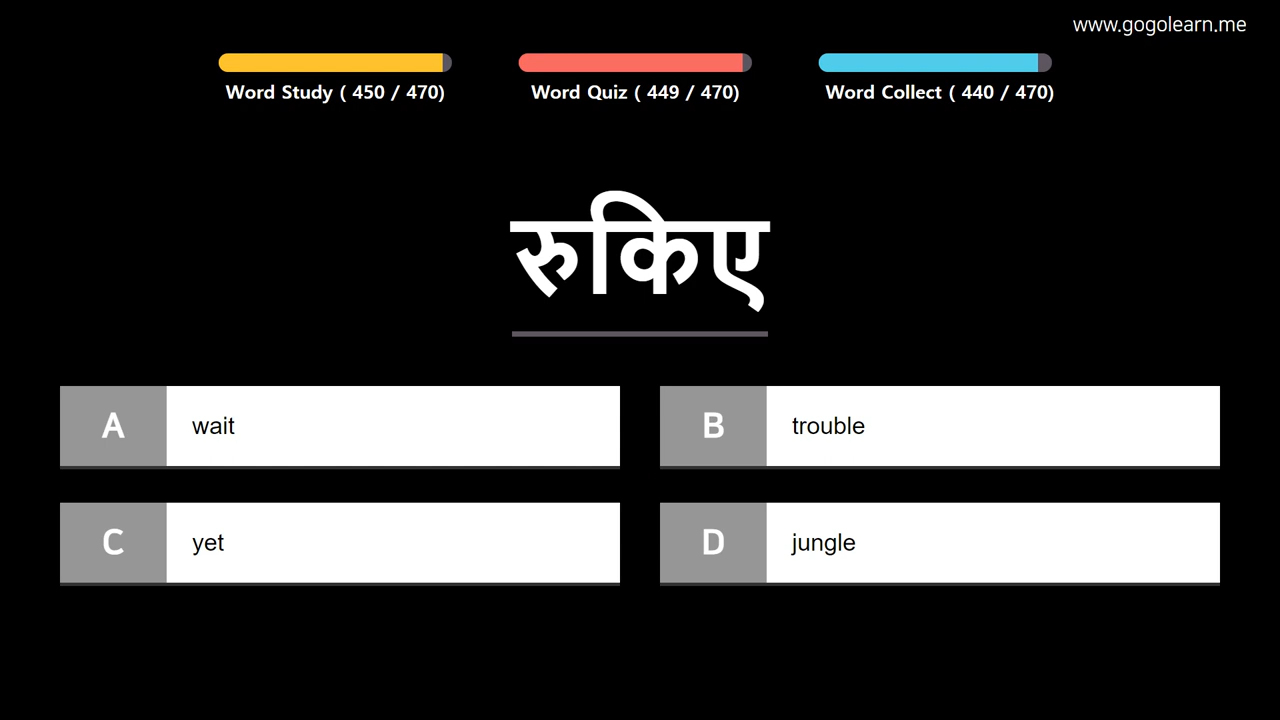 www.gogolearn.me
Word Study ( 450 / 470)
Word Quiz ( 449 / 470)
Word Collect ( 440 / 470)
रुकिए
A wait
B trouble
C yet
D jungle